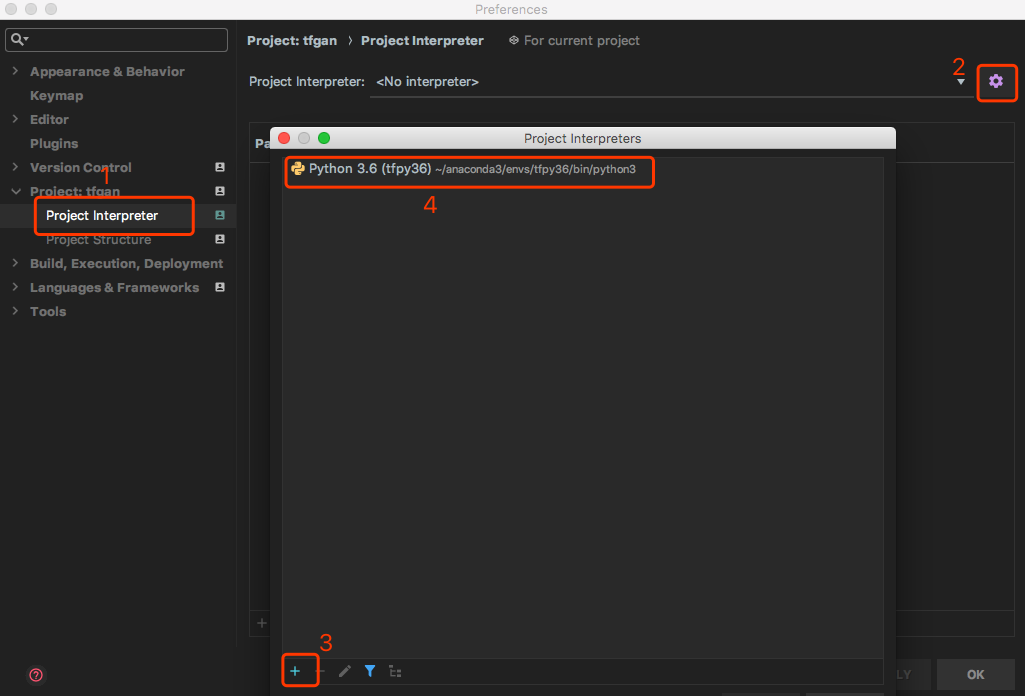 Preferences
Project: tfgan › Project Interpreter For current project
2
Project Interpreter: <No interpreter>
Appearance & Behavior
Keymap
Editor
Plugins
Version Control
1
Project: tfgan
Project Interpreter
Project Structure
Build, Execution, Deployment
Languages & Frameworks
Tools
Pa
Project Interpreters
Python 3.6 (tfpy36) ~/anaconda3/envs/tfpy36/bin/python3
4
3
LY
OK